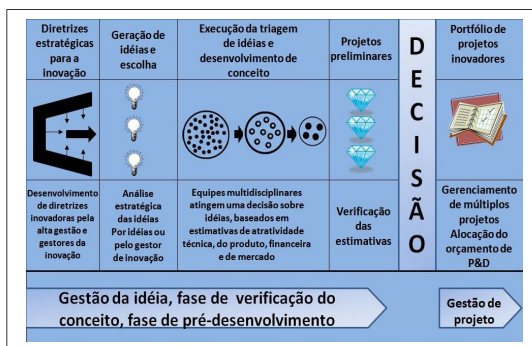 Diretrizes
estratégicas
para a
inovação
Geração de
idéias e
escolha
Execução da triagem
de idéias e
desenvolvimento de
conceito
Projetos
preliminares
D
E
C
I
S
Ã
O
Portfólio de
projetos
inovadores
Desenvolvimento
de diretrizes
inovadoras pela
alta gestão e
gestores da
inovação
Análise
estratégica
das idéias
Por idéias ou
pelo gestor
de inovação
Equipes multidisciplinares
atingem uma decisão sobre
idéias, baseados em
estimativas de atratividade
técnica, do produto, financeira
e de mercado
Verificação
das
estimativas
Gerenciamento
de múltiplos
projetos
Alocação do
orçamento de
P&D
Gestão da idéia, fase de verificação do
conceito, fase de pré-desenvolvimento
Gestão de
projeto